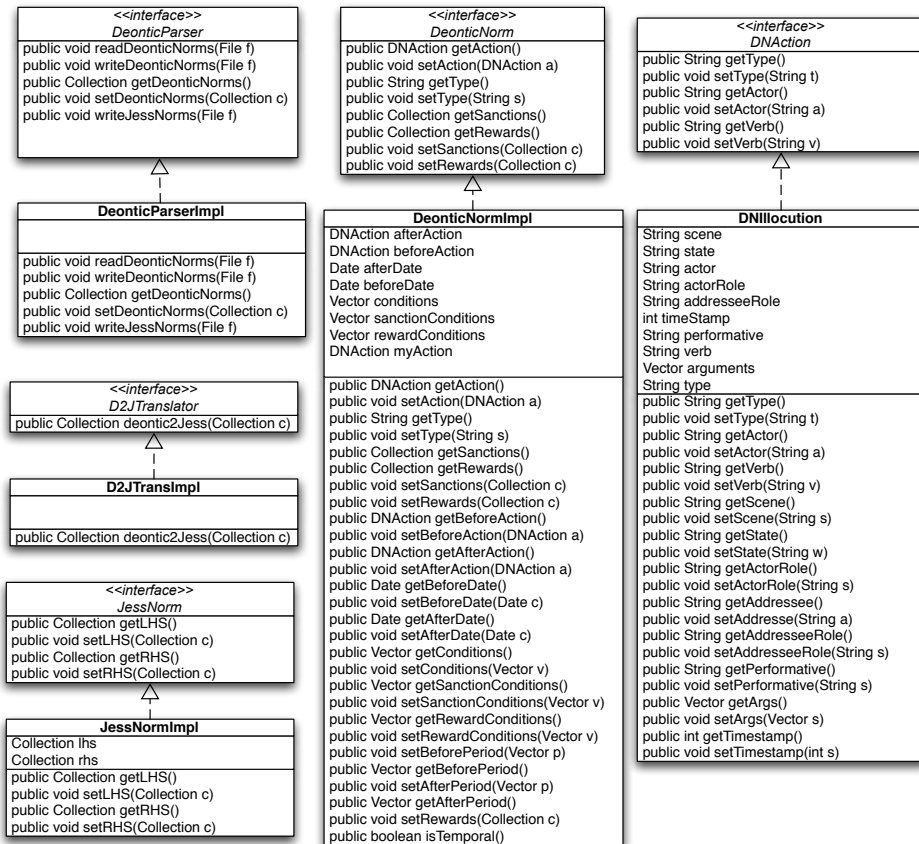 <<interface>>
DeonticParser
public void readDeonticNorms(File f)
public void writeDeonticNorms(File f)
public Collection getDeonticNorms()
public void setDeonticNorms(Collection c)
public void writeJessNorms(File f)
DeonticParserImpl
public void readDeonticNorms(File f)
public void writeDeonticNorms(File f)
public Collection getDeonticNorms()
public void setDeonticNorms(Collection c)
public void writeJessNorms(File f)
<<interface>>
D2JTranslator
public Collection deontic2Jess(Collection c)
D2JTransImpl
public Collection deontic2Jess(Collection c)
<<interface>>
JessNorm
public Collection getLHS()
public void setLHS(Collection c)
public Collection getRHS()
public void setRHS(Collection c)
JessNormImpl
Collection lhs
Collection rhs
public Collection getLHS()
public void setLHS(Collection c)
public Collection getRHS()
public void setRHS(Collection c)
<<interface>>
DeonticNorm
public DNAction getAction()
public void setAction(DNAction a)
public String getType()
public void setType(String s)
public Collection getSanctions()
public Collection getRewards()
public void setSanctions(Collection c)
public void setRewards(Collection c)
DeonticNormImpl
DNAction afterAction
DNAction beforeAction
Date afterDate
Date beforeDate
Vector conditions
Vector sanctionConditions
Vector rewardConditions
DNAction myAction
public DNAction getAction()
public void setAction(DNAction a)
public String getType()
public void setType(String s)
public Collection getSanctions()
public Collection getRewards()
public void setSanctions(Collection c)
public void setRewards(Collection c)
public DNAction getBeforeAction()
public void setBeforeAction(DNAction a)
public DNAction getAfterAction()
public void setAfterAction(DNAction a)
public Date getBeforeDate()
public void setBeforeDate(Date c)
public Date getAfterDate()
public void setAfterDate(Date c)
public Vector getConditions()
public void setConditions(Vector v)
public Vector getSanctionConditions()
public void setSanctionConditions(Vector v)
public Vector getRewardConditions()
public void setRewardConditions(Vector v)
public void setBeforePeriod(Vector p)
public Vector getBeforePeriod()
public void setAfterPeriod(Vector p)
public Vector getAfterPeriod()
public void setRewards(Collection c)
public boolean isTemporal()
<<interface>>
DNAction
public String getType()
public void setType(String t)
public String getActor()
public void setActor(String a)
public String getVerb()
public void setVerb(String v)
DNIllocution
String scene
String state
String actor
String actorRole
String addresseeRole
int timeStamp
String performative
String verb
Vector arguments
String type
public String getType()
public void setType(String t)
public String getActor()
public void setActor(String a)
public String getVerb()
public void setVerb(String v)
public String getScene()
public void setScene(String s)
public String getState()
public void setState(String w)
public String getActorRole()
public void setActorRole(String s)
public String getAddressee()
public void setAddresse(String a)
public String getAddresseeRole()
public void setAddresseeRole(String s)
public String getPerformative()
public void setPerformative(String s)
public Vector getArgs()
public void setArgs(Vector s)
public int getTimestamp()
public void setTimestamp(int s)